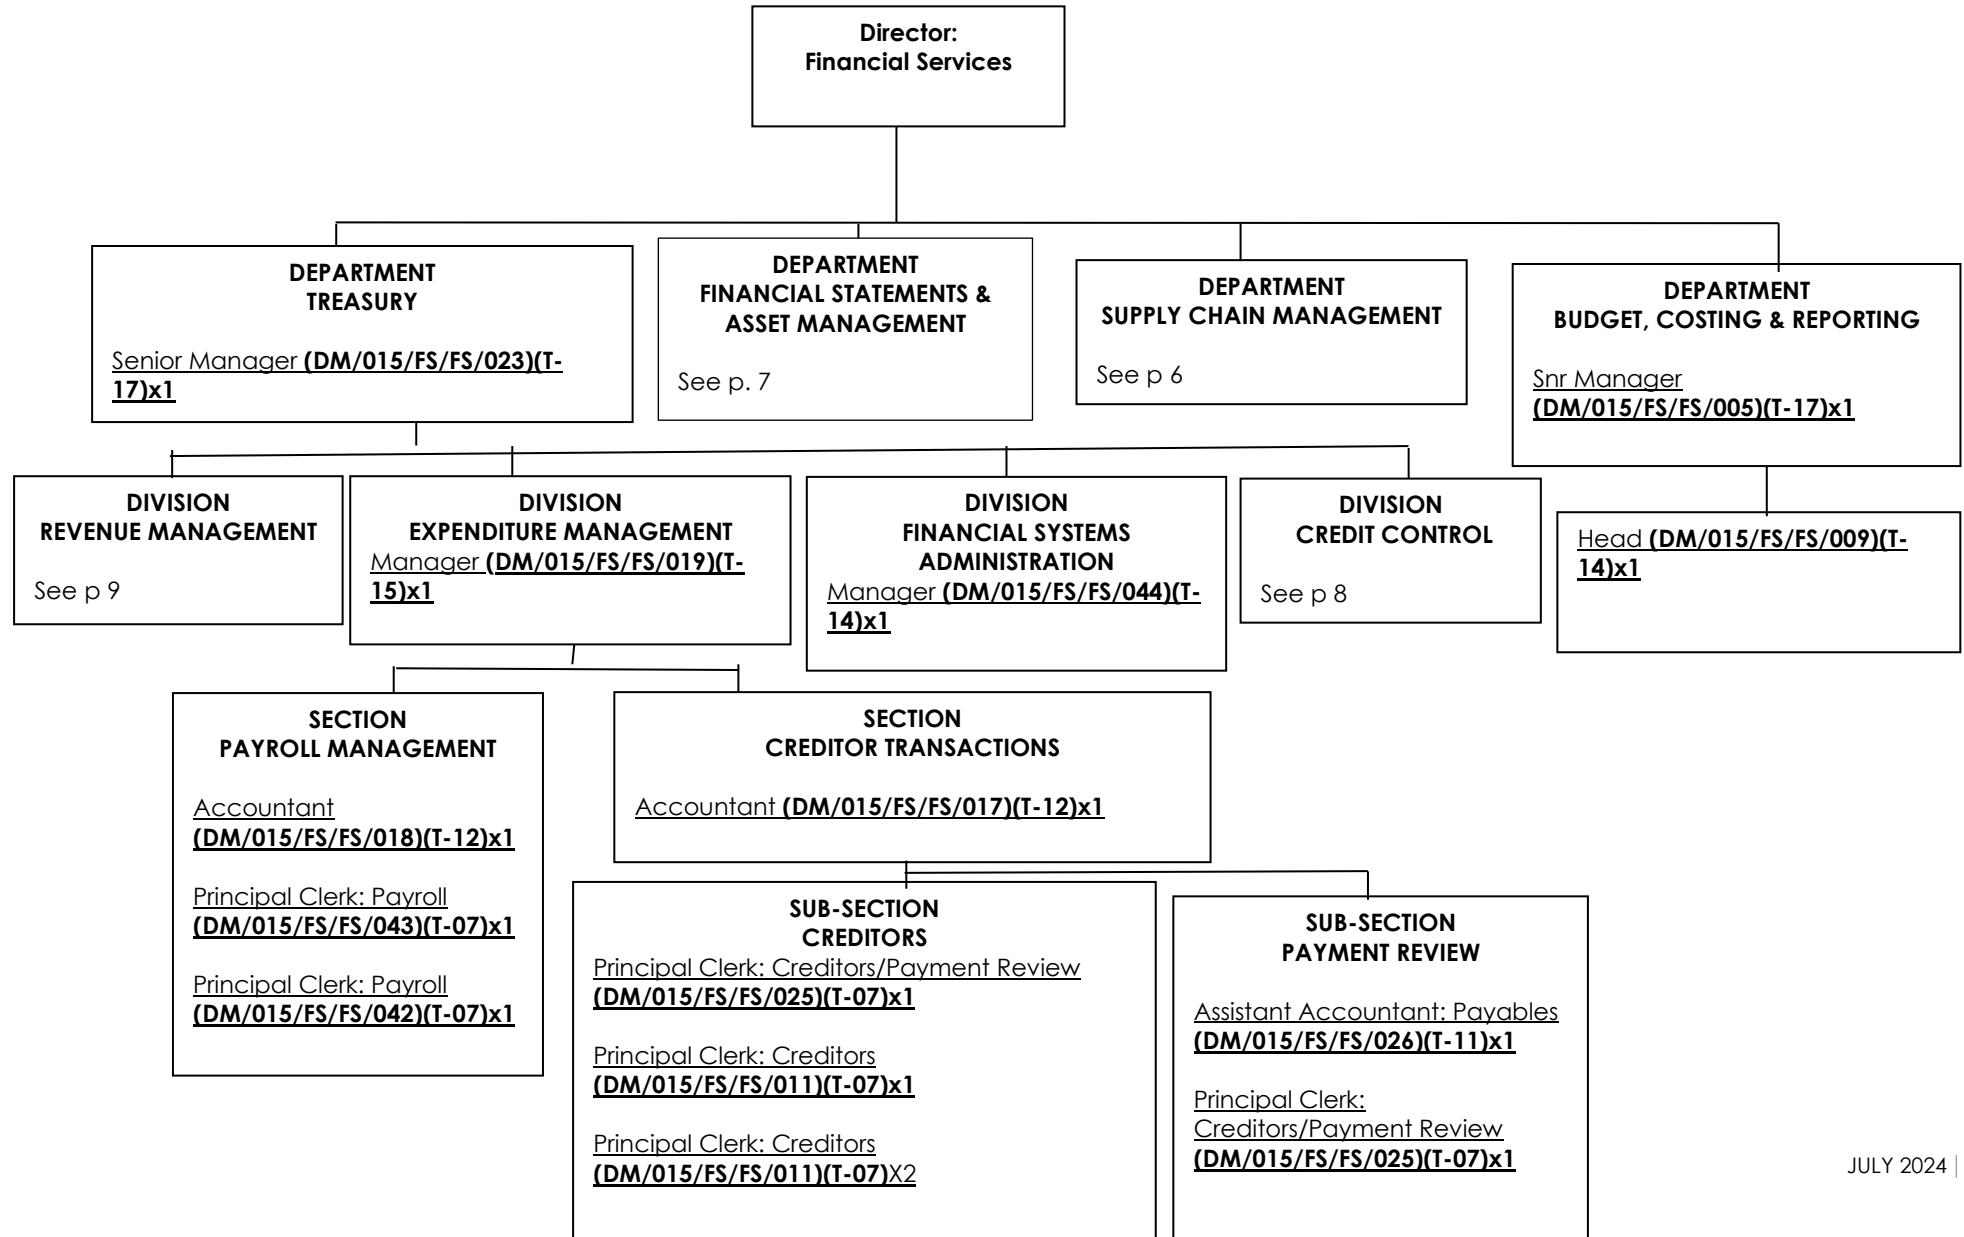 Director:
Financial Services
DEPARTMENT
TREASURY
Senior Manager (DM/015/FS/FS/023)(T-
17)x1
DEPARTMENT
FINANCIAL STATEMENTS &
ASSET MANAGEMENT
See p. 7
DEPARTMENT
SUPPLY CHAIN MANAGEMENT
See p 6
DEPARTMENT
BUDGET, COSTING & REPORTING
Snr Manager
(DM/015/FS/FS/005)(T-17)x1
DIVISION
REVENUE MANAGEMENT
See p 9
DIVISION
EXPENDITURE MANAGEMENT
Manager (DM/015/FS/FS/019)(T-
15)x1
DIVISION
FINANCIAL SYSTEMS
ADMINISTRATION
Manager (DM/015/FS/FS/044)(T-
14)x1
DIVISION
CREDIT CONTROL
See p 8
Head (DM/015/FS/FS/009)(T-
14)x1
SECTION
PAYROLL MANAGEMENT
Accountant
(DM/015/FS/FS/018)(T-12)x1
Principal Clerk: Payroll
(DM/015/FS/FS/043)(T-07)x1
Principal Clerk: Payroll
(DM/015/FS/FS/042)(T-07)x1
SECTION
CREDITOR TRANSACTIONS
Accountant (DM/015/FS/FS/017)(T-12)x1
SUB-SECTION
CREDITORS
Principal Clerk: Creditors/Payment Review
(DM/015/FS/FS/025)(T-07)x1
Principal Clerk: Creditors
(DM/015/FS/FS/011)(T-07)x1
Principal Clerk: Creditors
(DM/015/FS/FS/011)(T-07)X2
SUB-SECTION
PAYMENT REVIEW
Assistant Accountant: Payables
(DM/015/FS/FS/026)(T-11)x1
Principal Clerk:
Creditors/Payment Review
(DM/015/FS/FS/025)(T-07)x1
JULY 2024 |